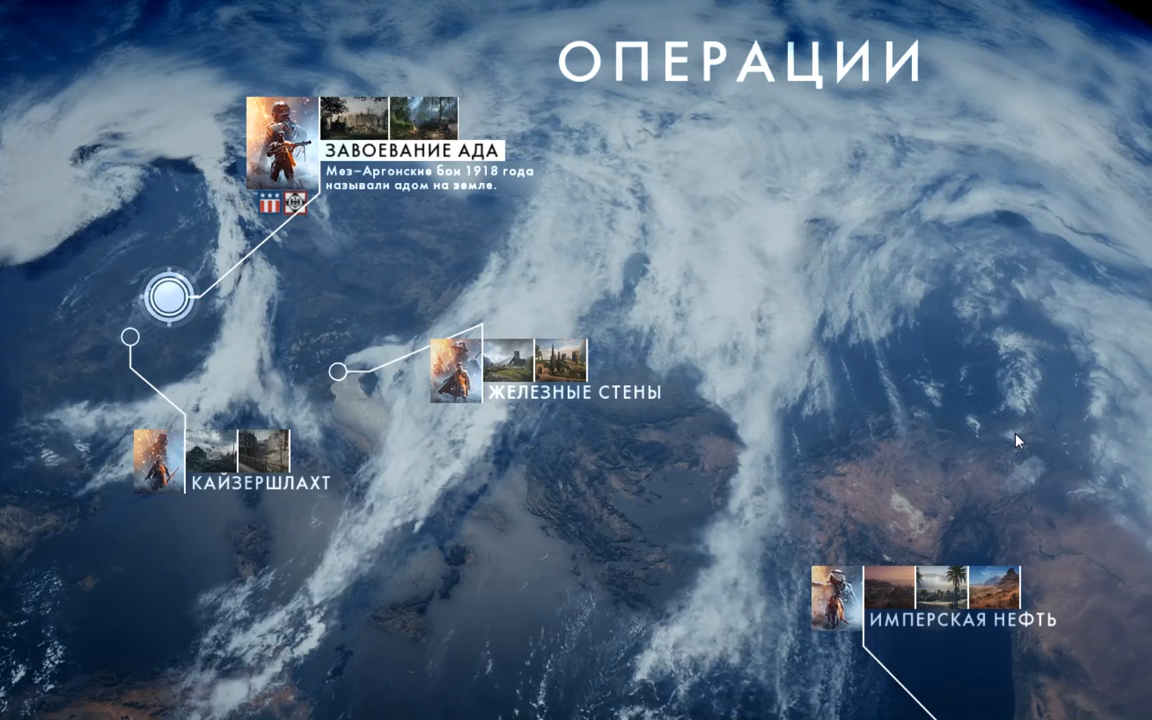 ОПЕРАЦИИ
ЗАВОЕВАНИЕ АДА
Мез–Аргонские бои 1918 года
называли адом на земле.
ЖЕЛЕЗНЫЕ СТЕНЫ
КАЙЗЕРШЛАХТ
ИМПЕРСКАЯ НЕФТЬ